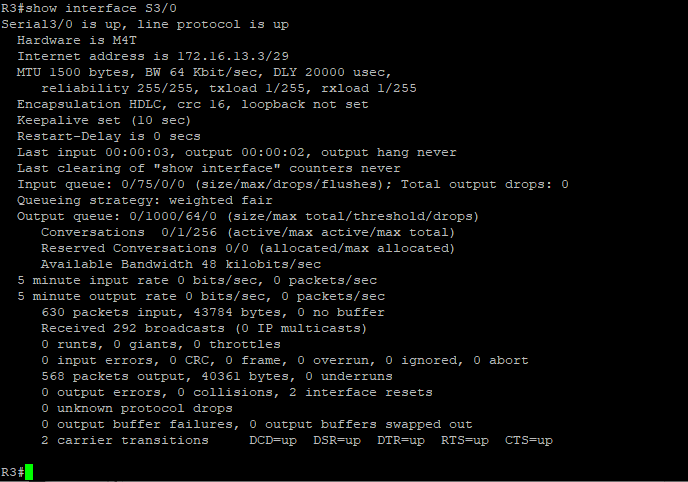 R3#show interface S3/0
Serial3/0 is up, line protocol is up
  Hardware is M4T
  Internet address is 172.16.13.3/29
  MTU 1500 bytes, BW 64 Kbit/sec, DLY 20000 usec,
     reliability 255/255, txload 1/255, rxload 1/255
  Encapsulation HDLC, crc 16, loopback not set
  Keepalive set (10 sec)
  Restart-Delay is 0 secs
  Last input 00:00:03, output 00:00:02, output hang never
  Last clearing of "show interface" counters never
  Input queue: 0/75/0/0 (size/max/drops/flushes); Total output drops: 0
  Queueing strategy: weighted fair
  Output queue: 0/1000/64/0 (size/max total/threshold/drops)
     Conversations  0/1/256 (active/max active/max total)
     Reserved Conversations 0/0 (allocated/max allocated)
     Available Bandwidth 48 kilobits/sec
  5 minute input rate 0 bits/sec, 0 packets/sec
  5 minute output rate 0 bits/sec, 0 packets/sec
     630 packets input, 43784 bytes, 0 no buffer
     Received 292 broadcasts (0 IP multicasts)
     0 runts, 0 giants, 0 throttles
     0 input errors, 0 CRC, 0 frame, 0 overrun, 0 ignored, 0 abort
     568 packets output, 40361 bytes, 0 underruns
     0 output errors, 0 collisions, 2 interface resets
     0 unknown protocol drops
     0 output buffer failures, 0 output buffers swapped out
     2 carrier transitions     DCD=up  DSR=up  DTR=up  RTS=up  CTS=up
R3#